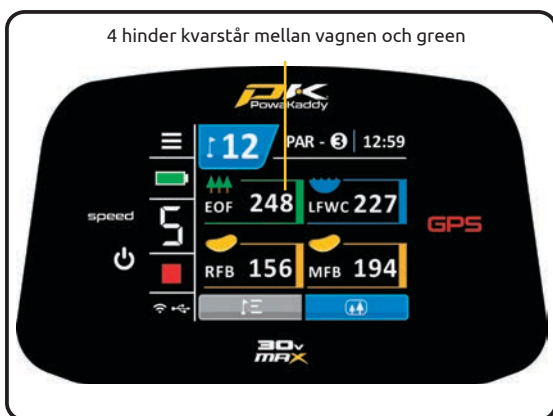 4 hinder kvarstår mellan vagnen och green
PK
PowaKaddy
12
PAR - 3 | 12:59
EOF 248
LFWC 227
speed
5
GPS
RFB 156
MFB 194
30v
MAX